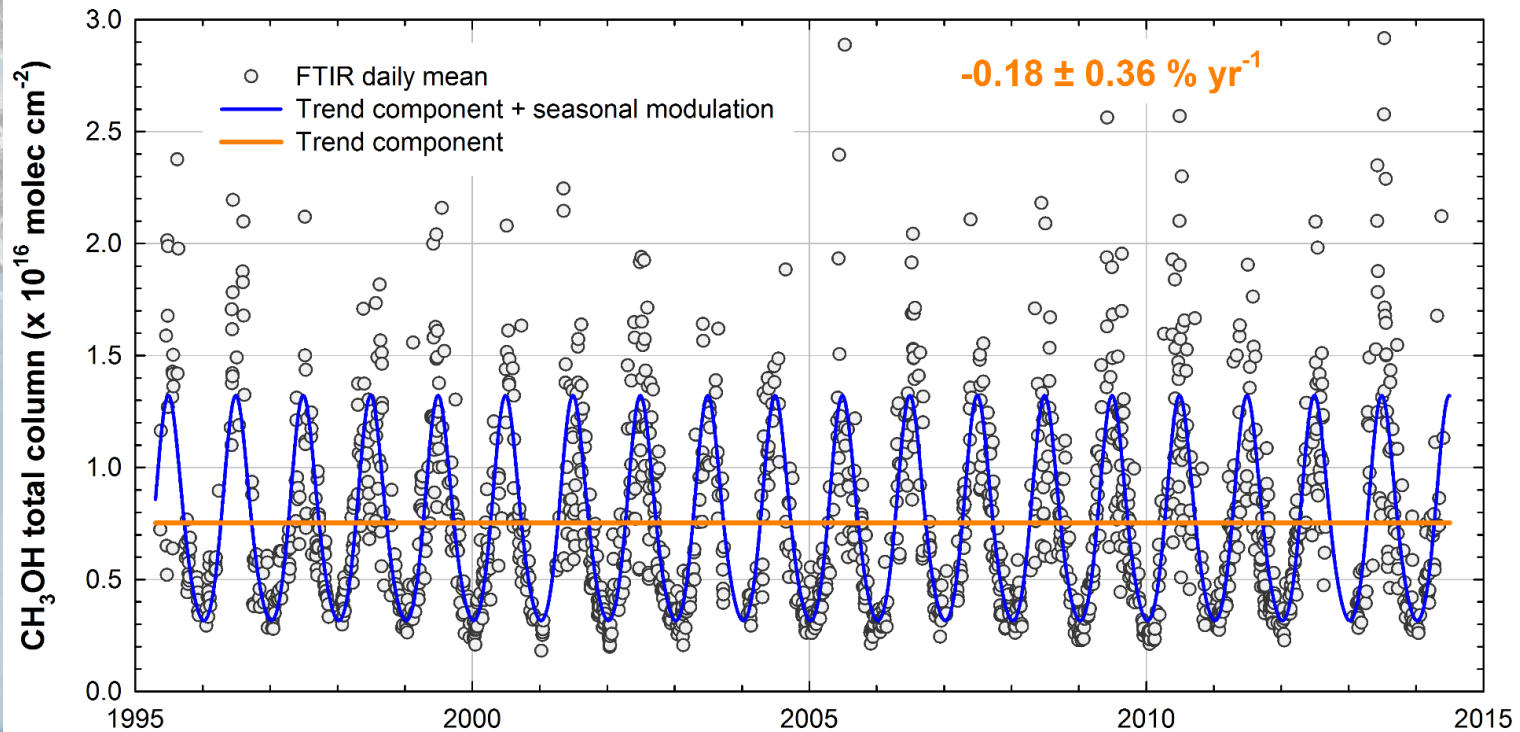 CH₃OH total column (x 10¹⁶ molec cm⁻²)
3.0
2.5
2.0
1.5
1.0
0.5
0.0
FTIR daily mean
Trend component + seasonal modulation
Trend component
-0.18 ± 0.36 % yr⁻¹
1995
2000
2005
2010
2015